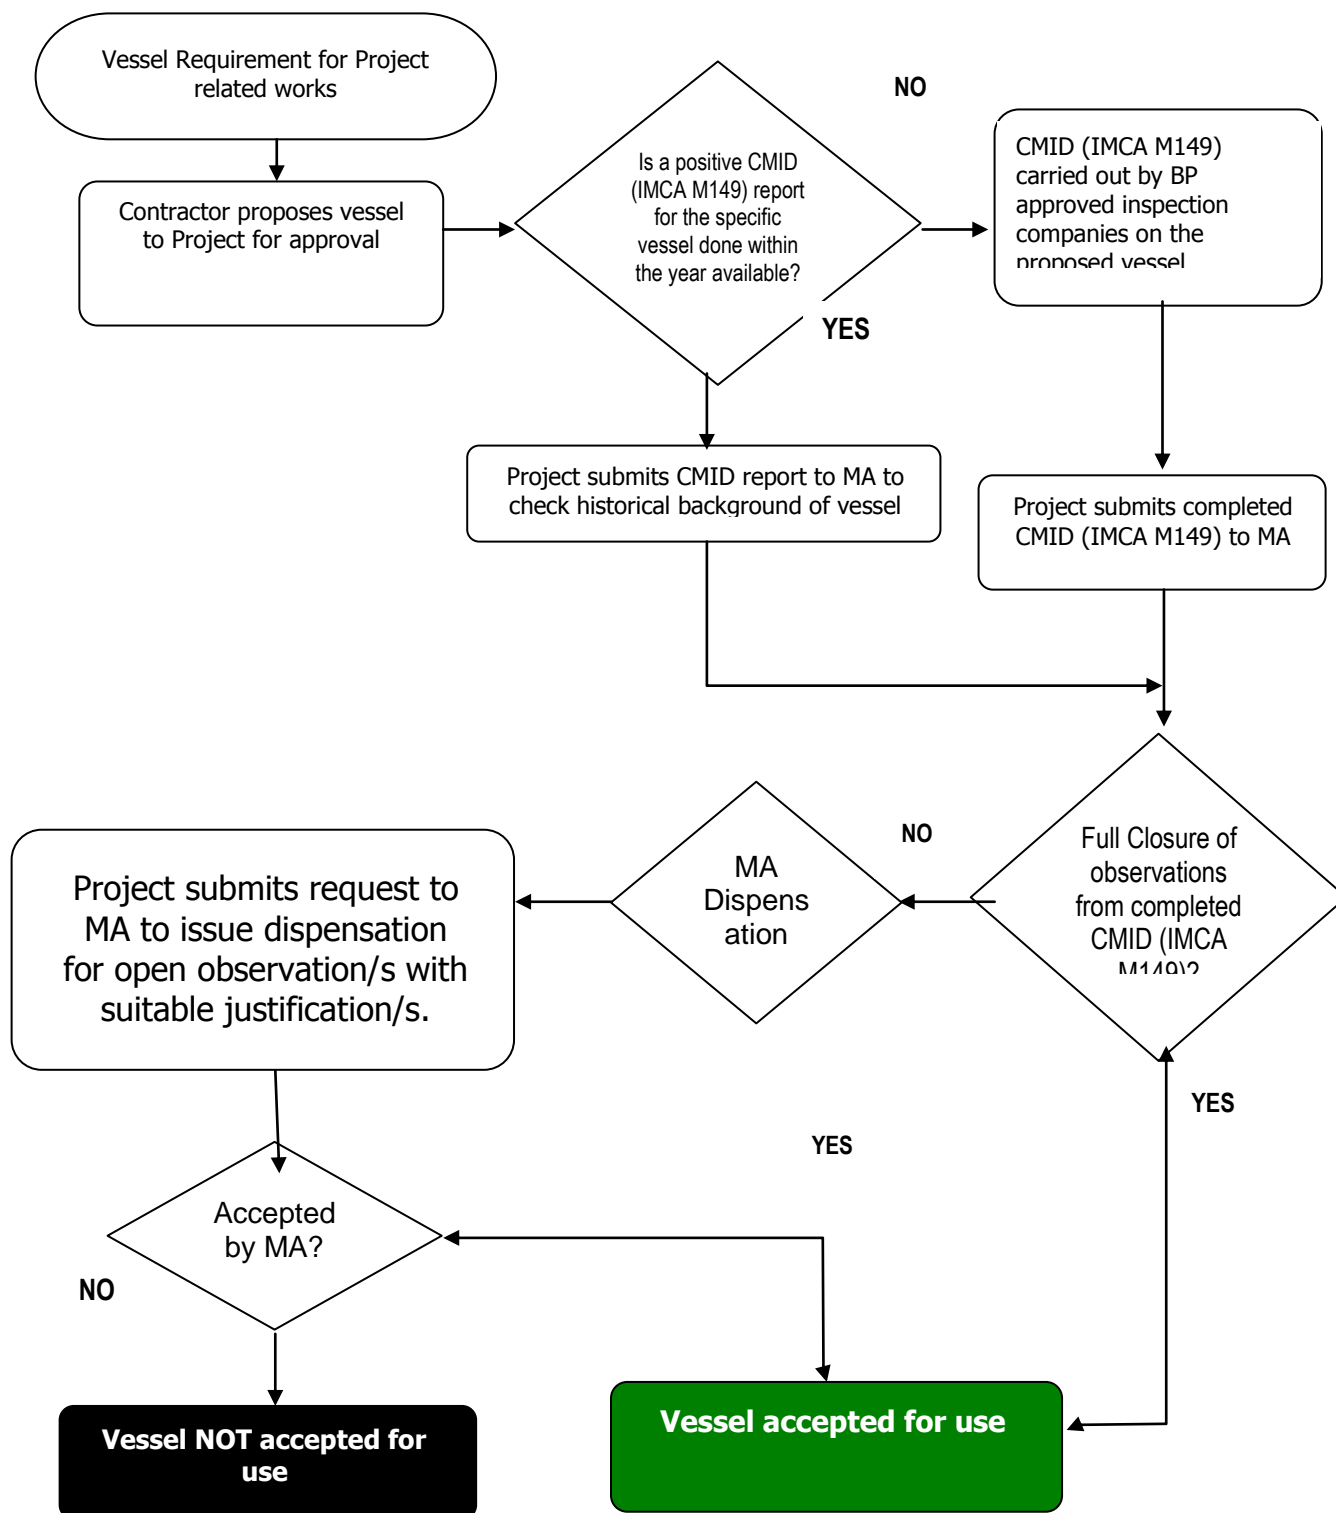 Vessel Requirement for Project
related works
Contractor proposes vessel
to Project for approval
Is a positive CMID
(IMCA M149) report
for the specific
vessel done within
the year available?
NO
YES
CMID (IMCA M149)
carried out by BP
approved inspection
companies on the
proposed vessel
Project submits CMID report to MA to
check historical background of vessel
Project submits completed
CMID (IMCA M149) to MA
Full Closure of
observations
from completed
CMID (IMCA
M149)?
NO
YES
MA
Dispens
ation
Project submits request to
MA to issue dispensation
for open observation/s with
suitable justification/s.
YES
Accepted
by MA?
NO
Vessel NOT accepted for
use
Vessel accepted for use